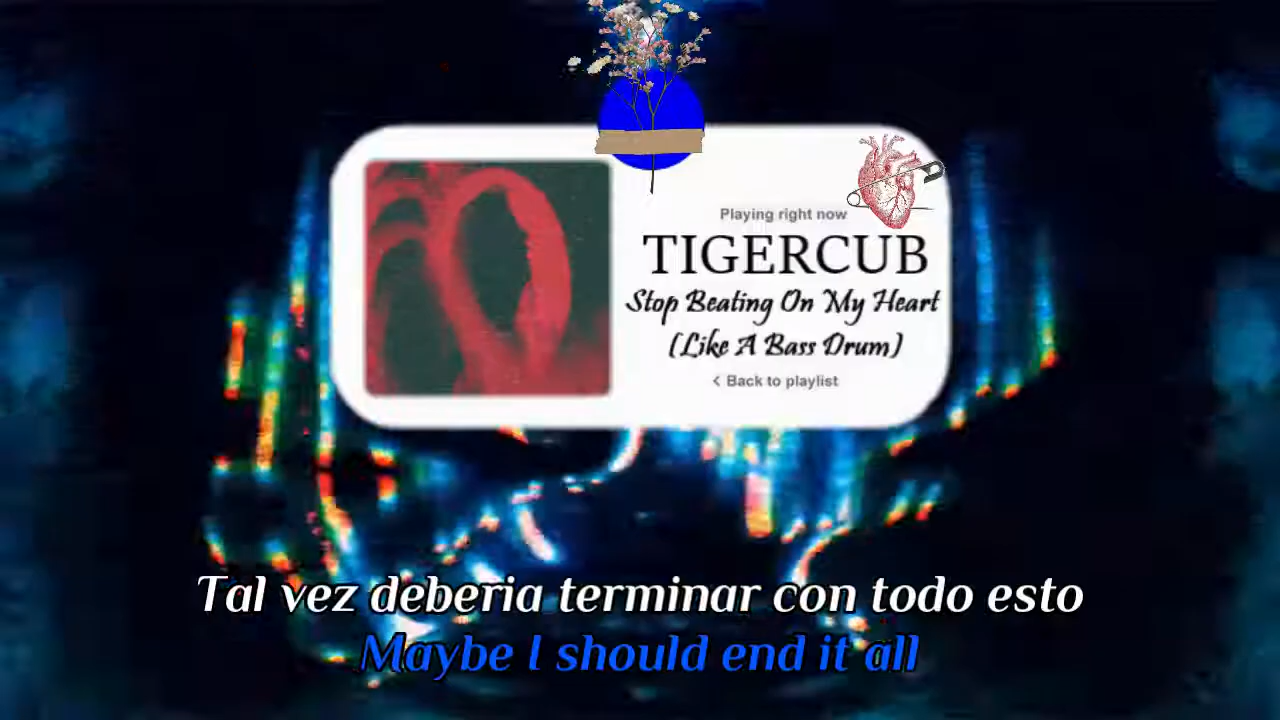 Playing right now
TIGERCUB
Stop Beating On My Heart
(Like A Bass Drum)
< Back to playlist
Tal vez deberia terminar con todo esto
Maybe I should end it all